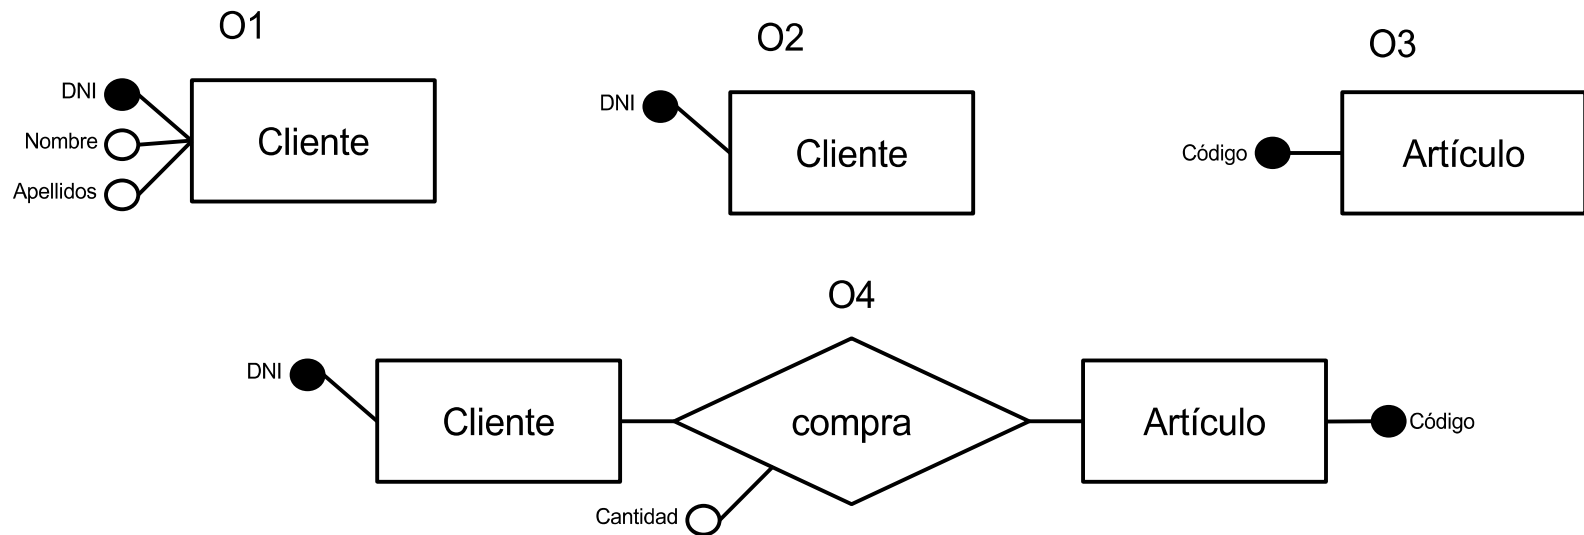 O1
DNI
Nombre
Apellidos
Cliente
O2
DNI
Cliente
O3
Código
Artículo
O4
DNI
Cliente
compra
Cantidad
Artículo
Código